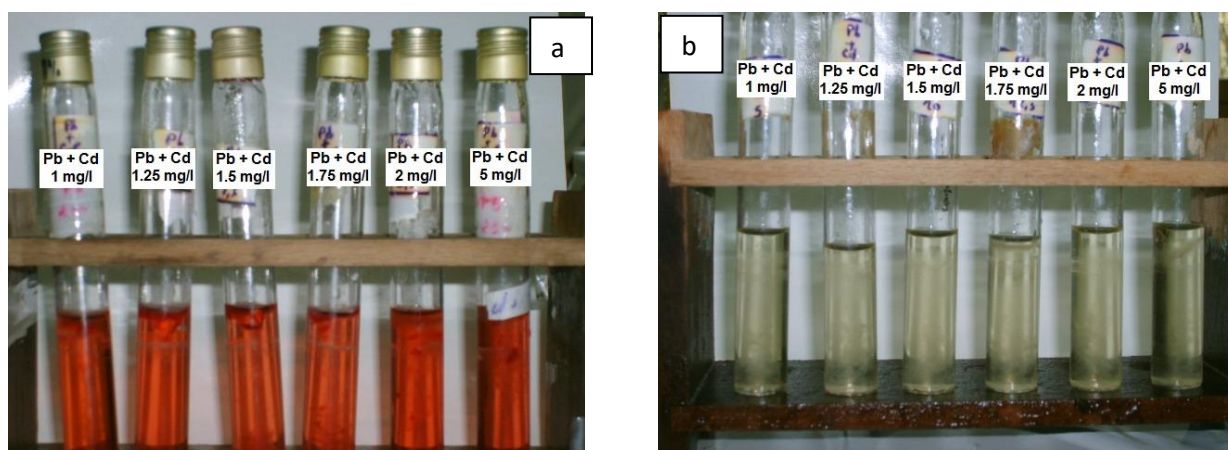 a
Pb + Cd
1 mg/l
Pb + Cd
1.25 mg/l
Pb + Cd
1.5 mg/l
Pb + Cd
1.75 mg/l
Pb + Cd
2 mg/l
Pb + Cd
5 mg/l
b
Pb + Cd
1 mg/l
Pb + Cd
1.25 mg/l
Pb + Cd
1.5 mg/l
Pb + Cd
1.75 mg/l
Pb + Cd
2 mg/l
Pb + Cd
5 mg/l